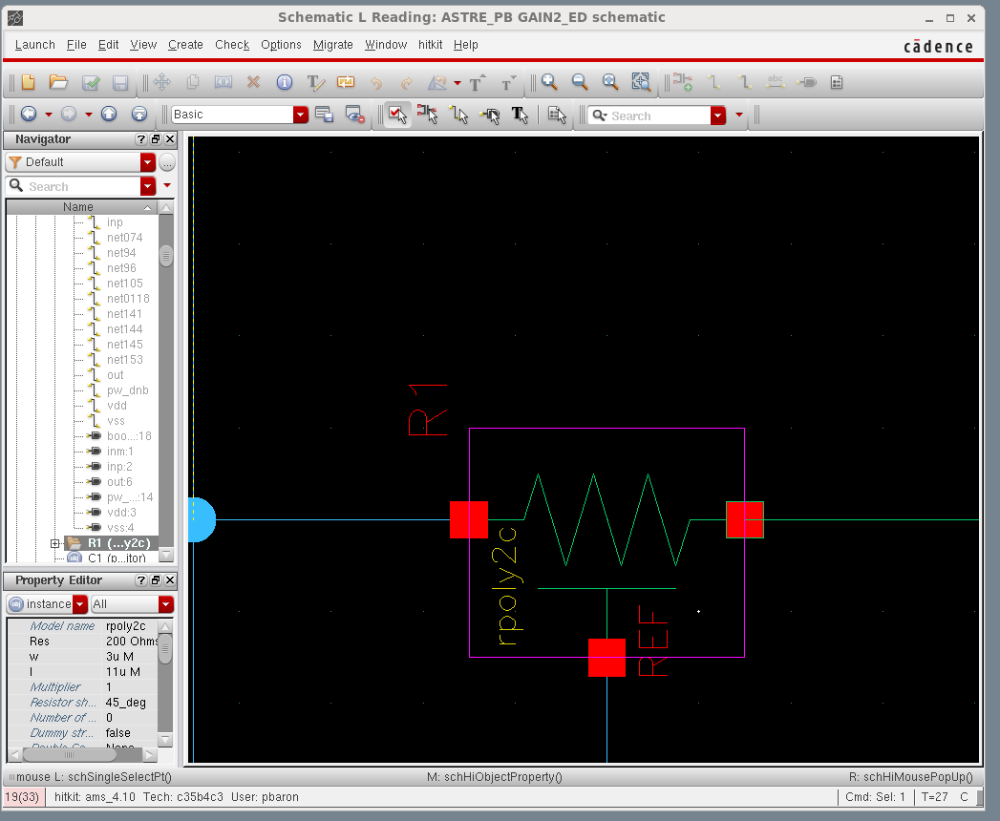 Schematic L Reading: ASTRE_PB GAIN2_ED schematic
Launch File Edit View Create Check Options Migrate Window hitkit Help
cādence
T T T
abc
Basic
T
Search
Navigator
Default
...
Search
Name
inp
net074
net94
net96
net105
net0118
net141
net144
net145
net153
out
pw_dnb
vdd
vss
boo...:18
inm:1
inp:2
out:6
pw_...:14
vdd:3
vss:4
R1 (...y2c)
C1 (p...itor)
Property Editor
instance All
Model name rpoly2c
Res 200 Ohms
w 3u M
l 11u M
Multiplier 1
Resistor sh... 45_deg
Number of ... 0
Dummy str... false
R1
rpoly2c
REF
mouse L: schSingleSelectPt() M: schHiObjectProperty() R: schHiMousePopUp()
19(33) hitkit: ams_4.10 Tech: c35b4c3 User: pbaron Cmd: Sel: 1 T=27 C